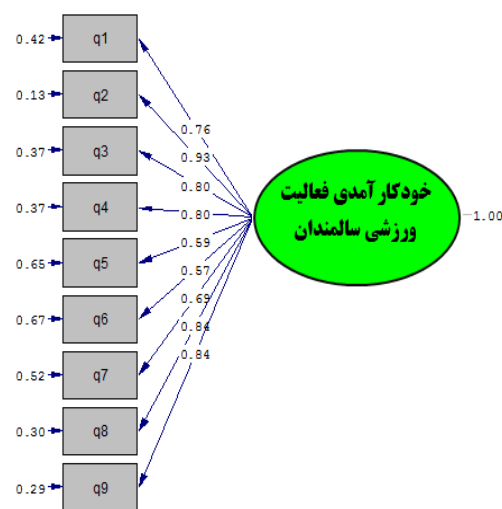 0.42 q1
0.13 q2
0.37 q3
0.37 q4
0.65 q5
0.67 q6
0.52 q7
0.30 q8
0.29 q9
0.76
0.93
0.80
0.80
0.59
0.57
0.69
0.84
0.84
خودکارآمدی فعالیت
ورزشی سالمندان
1.00